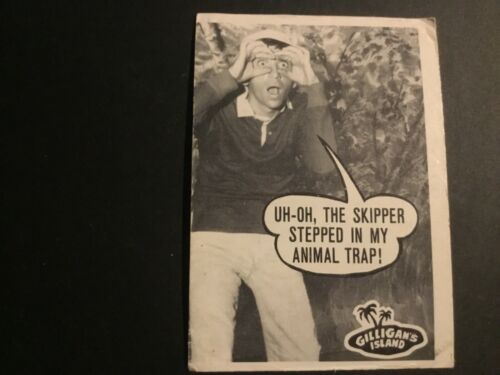 UH-OH, THE SKIPPER
STEPPED IN MY
ANIMAL TRAP!
GILLIGAN'S
ISLAND